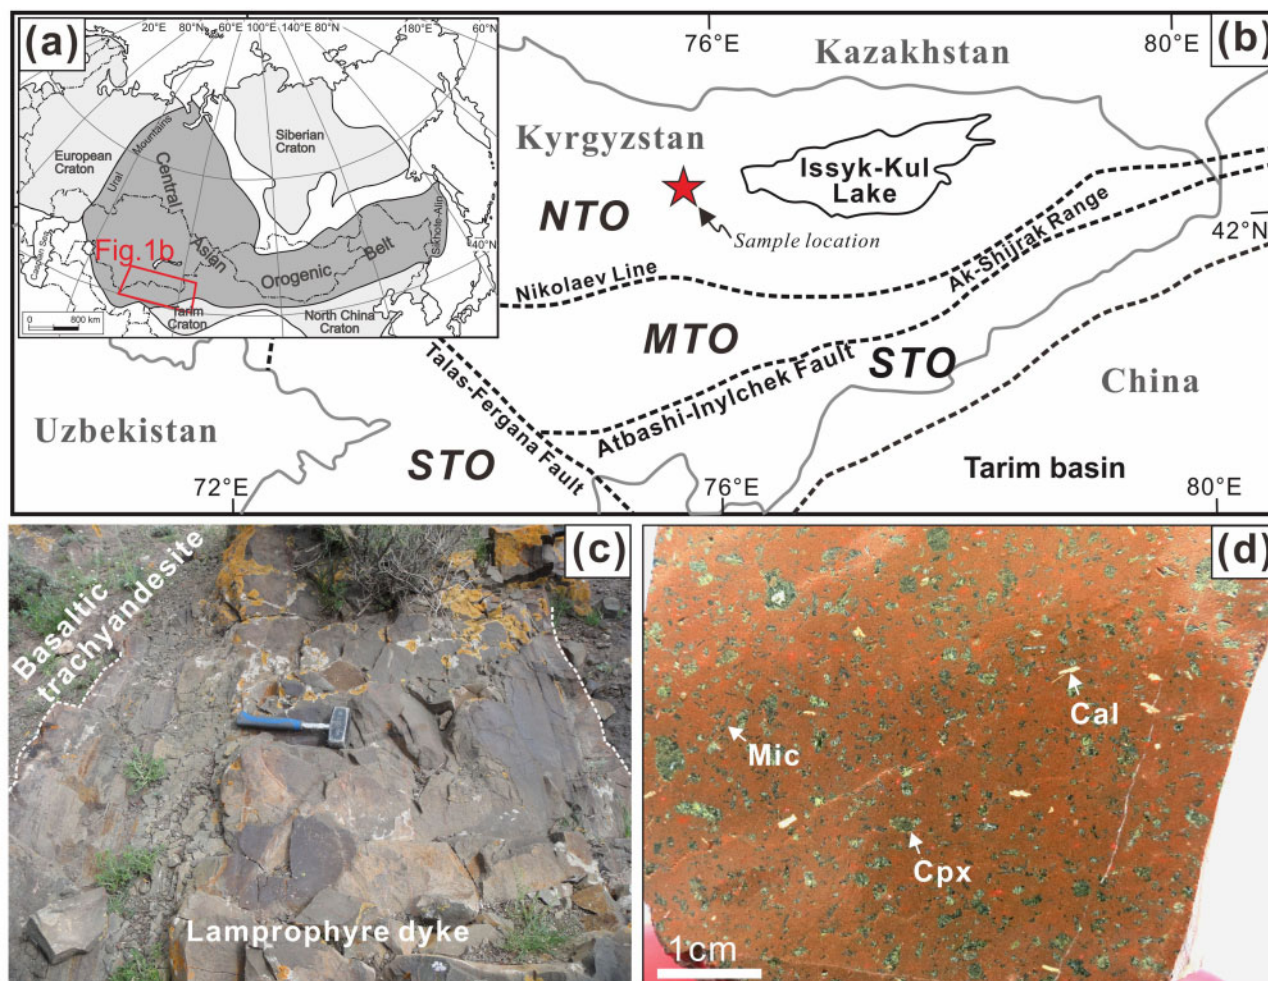 (a)
20°E
80°N
60°E
100°E
140°E
80°N
180°E
60°N
European
Craton
Ural
Mountains
Siberian
Craton
Central
Asian
Orogenic
Belt
Sikhote-Alin
40°N
Caspian Sea
Fig.1b
Tarim
Craton
North China
Craton
0
800 km
(b)
76°E
80°E
Kazakhstan
Kyrgyzstan
Issyk-Kul
Lake
NTO
Sample location
42°N
Nikolaev Line
Ak-Shijrak Range
MTO
STO
Talas-Fergana Fault
Atbashi-Inylchek Fault
China
Uzbekistan
STO
Tarim basin
72°E
76°E
80°E
(c)
Basaltic
trachyandesite
Lamprophyre dyke
(d)
Cal
Mic
Cpx
1cm